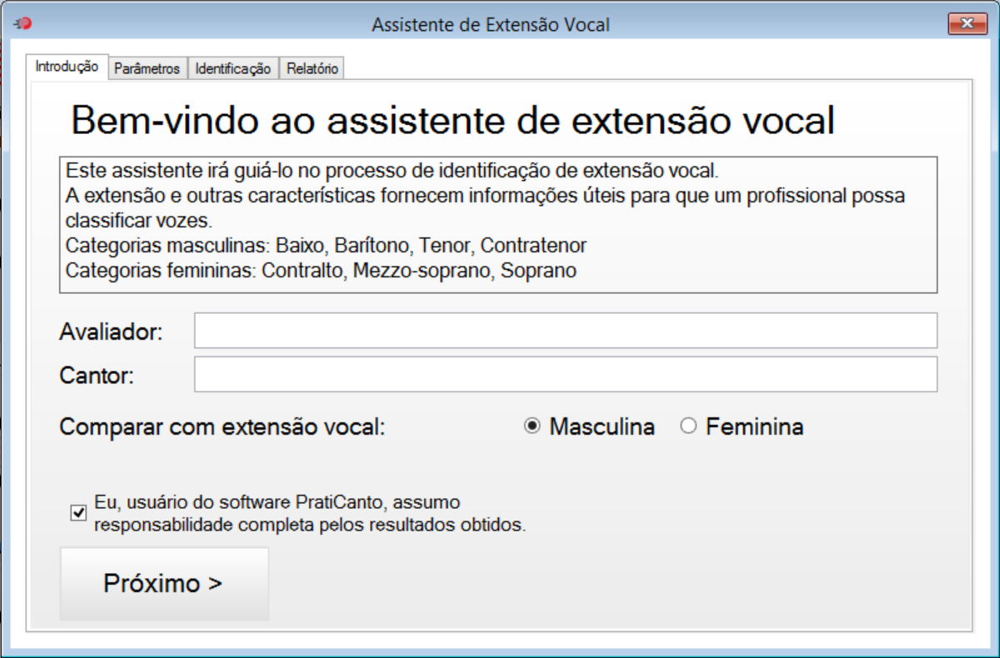 Assistente de Extensão Vocal
Introdução Parâmetros Identificação Relatório
Bem-vindo ao assistente de extensão vocal
Este assistente irá guiá-lo no processo de identificação de extensão vocal.
A extensão e outras características fornecem informações úteis para que um profissional possa
classificar vozes.
Categorias masculinas: Baixo, Barítono, Tenor, Contratenor
Categorias femininas: Contralto, Mezzo-soprano, Soprano
Avaliador:
Cantor:
Comparar com extensão vocal: Masculina Feminina
Eu, usuário do software PratiCanto, assumo
responsabilidade completa pelos resultados obtidos.
Próximo >